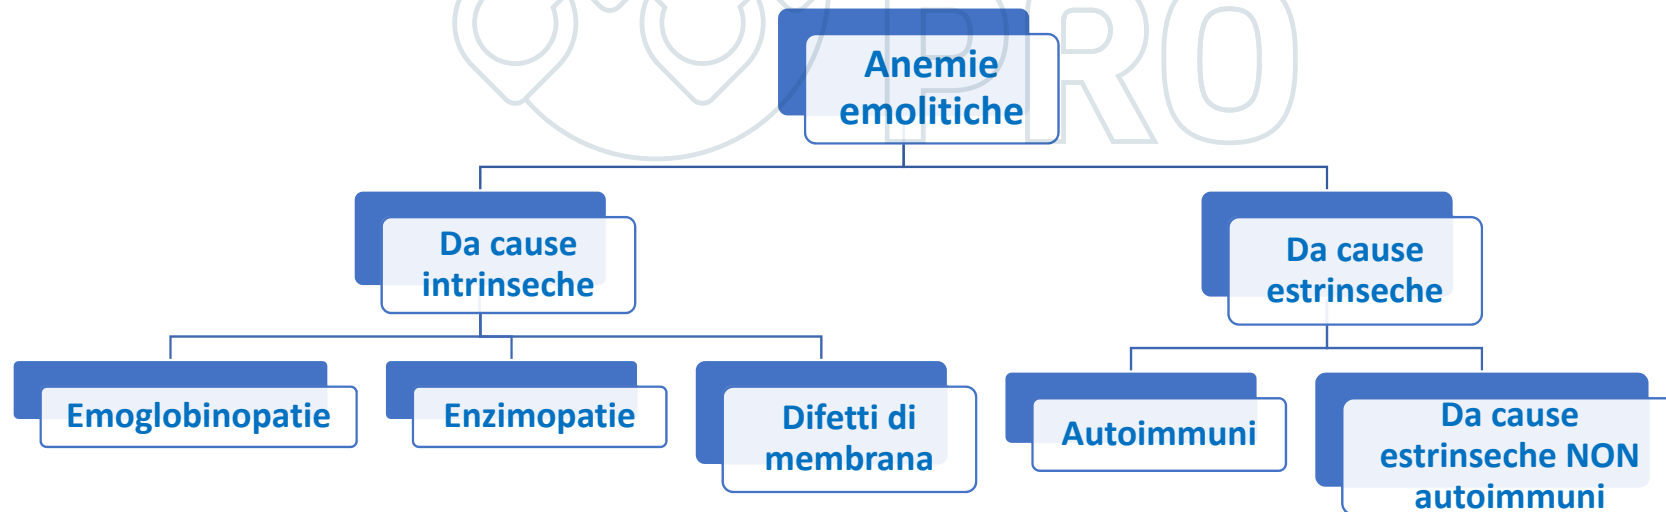 PRO
Anemie
emolitiche
Da cause
intrinseche
Da cause
estrinseche
Emoglobinopatie
Enzimopatie
Difetti di
membrana
Autoimmuni
Da cause
estrinseche NON
autoimmuni